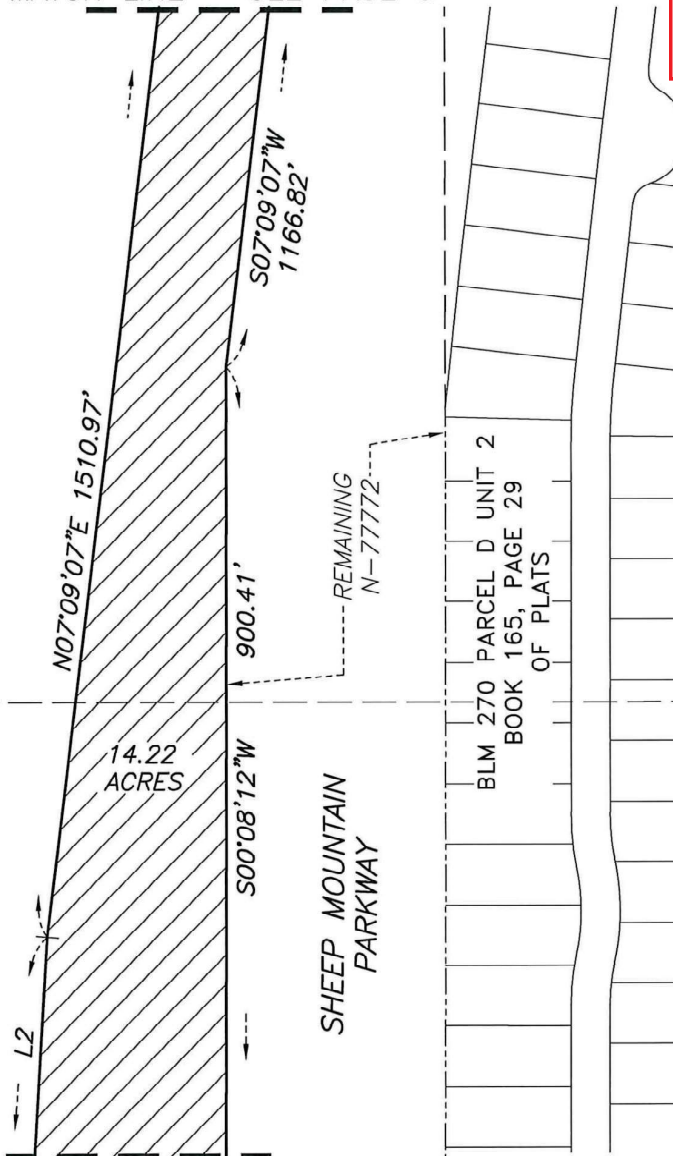 S07°09'07"W
1166.82'
N07°09'07"E 1510.97'
REMAINING
N-77772
900.41'
BLM 270 PARCEL D UNIT 2
BOOK 165, PAGE 29
OF PLATS
14.22
ACRES
S00°08'12"W
SHEEP MOUNTAIN
PARKWAY
L2